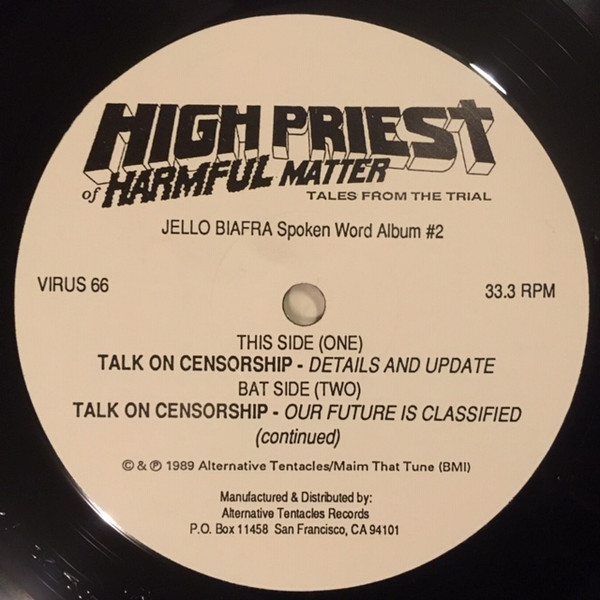 HIGH PRIEST
of HARMFUL MATTER
TALES FROM THE TRIAL
JELLO BIAFRA Spoken Word Album #2
VIRUS 66
33.3 RPM
THIS SIDE (ONE)
TALK ON CENSORSHIP - DETAILS AND UPDATE
BAT SIDE (TWO)
TALK ON CENSORSHIP - OUR FUTURE IS CLASSIFIED
(continued)
© & ℗ 1989 Alternative Tentacles/Maim That Tune (BMI)
Manufactured & Distributed by:
Alternative Tentacles Records
P.O. Box 11458 San Francisco, CA 94101